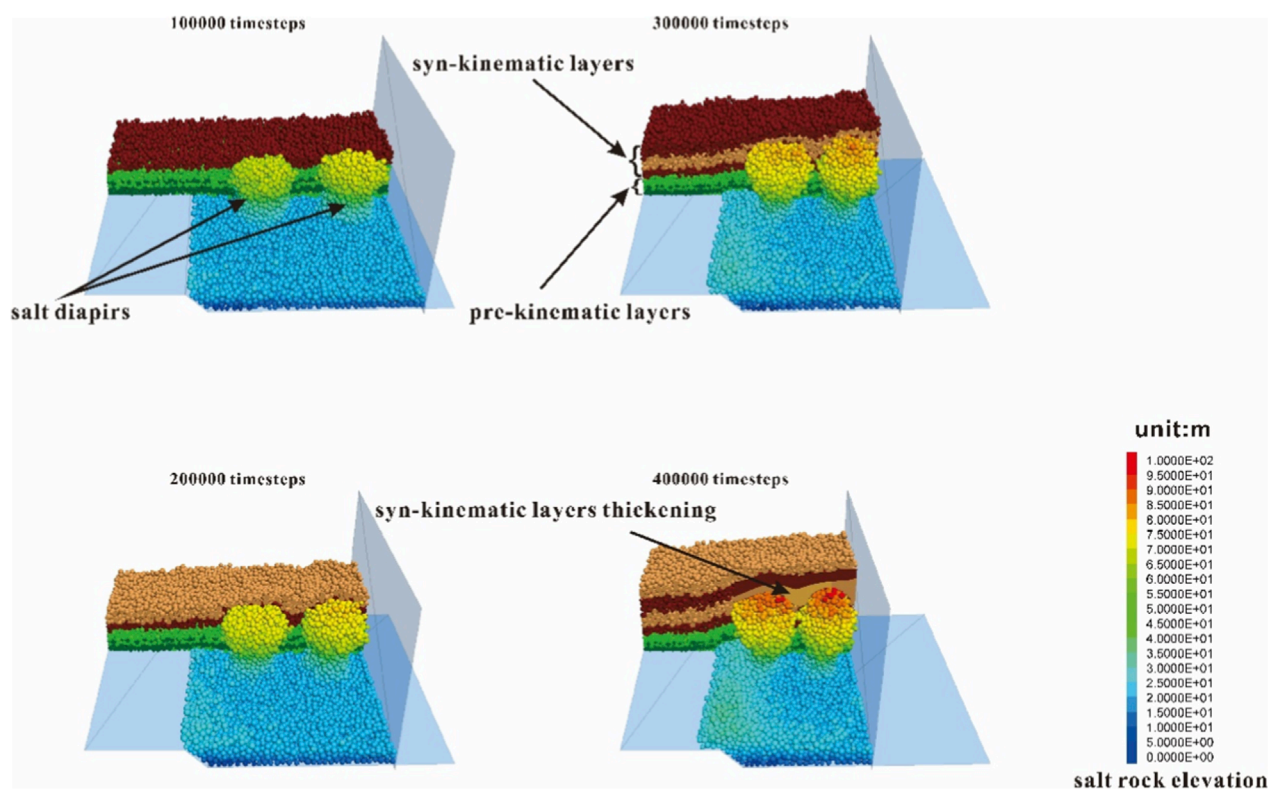 100000 timesteps
300000 timesteps
syn-kinematic layers
salt diapirs
pre-kinematic layers
200000 timesteps
400000 timesteps
syn-kinematic layers thickening
unit:m
1.0000E+02
9.5000E+01
9.0000E+01
8.5000E+01
8.0000E+01
7.5000E+01
7.0000E+01
6.5000E+01
6.0000E+01
5.5000E+01
5.0000E+01
4.5000E+01
4.0000E+01
3.5000E+01
3.0000E+01
2.5000E+01
2.0000E+01
1.5000E+01
1.0000E+01
5.0000E+00
0.0000E+00
salt rock elevation